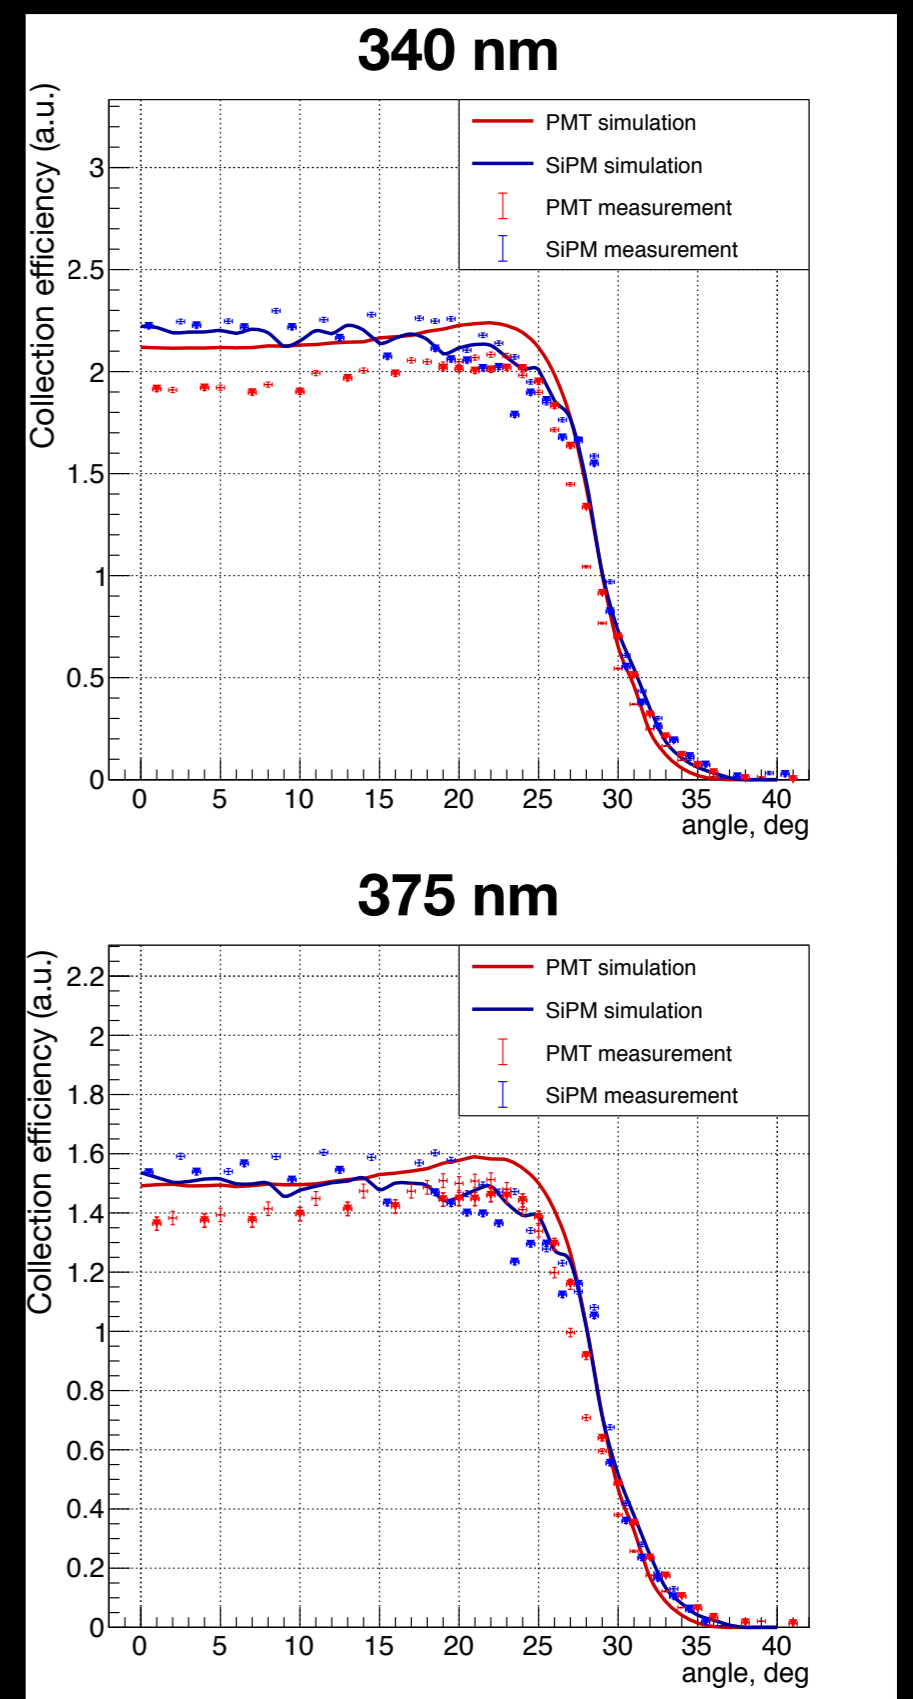 340 nm
Collection efficiency (a.u.)
PMT simulation
SiPM simulation
PMT measurement
SiPM measurement
3
2.5
2
1.5
1
0.5
0
0 5 10 15 20 25 30 35 40
angle, deg
375 nm
Collection efficiency (a.u.)
PMT simulation
SiPM simulation
PMT measurement
SiPM measurement
2.2
2
1.8
1.6
1.4
1.2
1
0.8
0.6
0.4
0.2
0
0 5 10 15 20 25 30 35 40
angle, deg